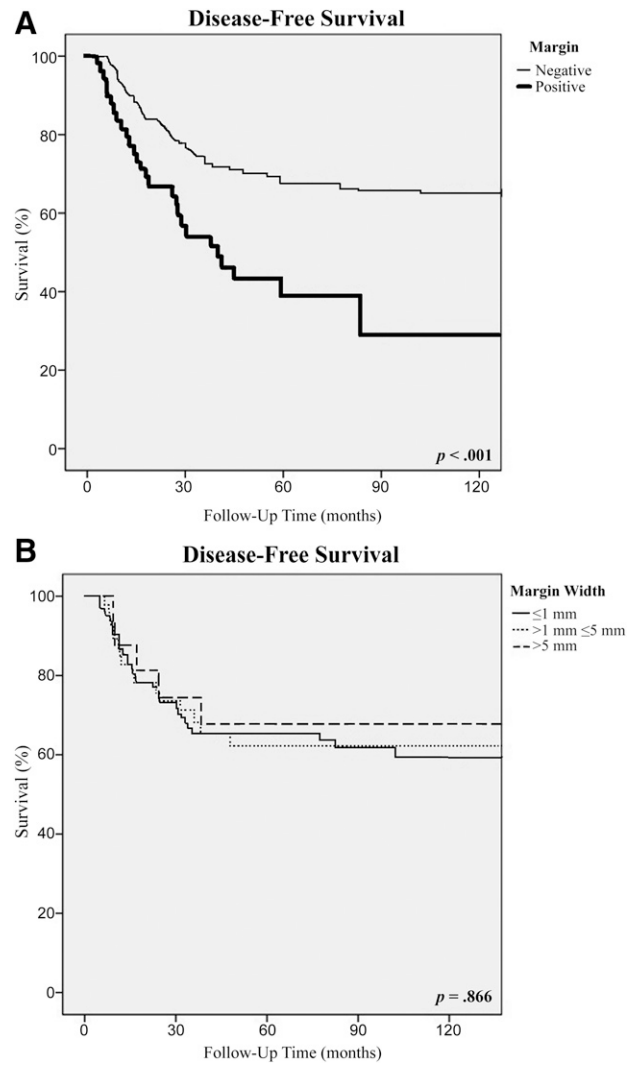 A
Disease-Free Survival
Margin
Negative
Positive
100
80
60
40
20
0
Survival (%)
p < .001
0 30 60 90 120
Follow-Up Time (months)
B
Disease-Free Survival
Margin Width
≤1 mm
>1 mm ≤5 mm
>5 mm
100
80
60
40
20
0
Survival (%)
p = .866
0 30 60 90 120
Follow-Up Time (months)